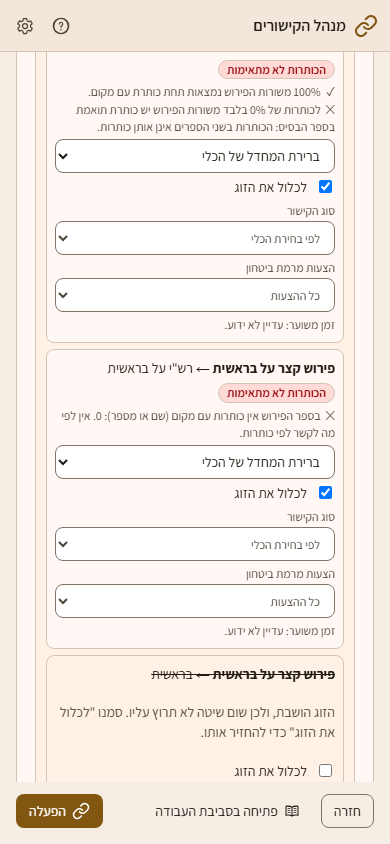 מנהל הקישורים
הכותרות לא מתאימות
✓ 100% משורות הפירוש נמצאות תחת כותרת עם מקום.
✕ לכותרות של 0% בלבד משורות הפירוש יש כותרת תואמת
בספר הבסיס: הכותרות בשני הספרים אינן אותן כותרות.
ברירת המחדל של הכלי
לכלול את הזוג
סוג הקישור
לפי בחירת הכלי
הצעות מרמת ביטחון
כל ההצעות
זמן משוער: עדיין לא ידוע.
פירוש קצר על בראשית ← רש"י על בראשית
הכותרות לא מתאימות
✕ בספר הפירוש אין כותרות עם מקום (שם או מספר): 0. אין לפי
מה לקשר לפי כותרות.
ברירת המחדל של הכלי
לכלול את הזוג
סוג הקישור
לפי בחירת הכלי
הצעות מרמת ביטחון
כל ההצעות
זמן משוער: עדיין לא ידוע.
פירוש קצר על בראשית ← בראשית
הזוג הושבת, ולכן שום שיטה לא תרוץ עליו. סמנו "לכלול
את הזוג" כדי להחזיר אותו.
לכלול את הזוג
חזרה
פתיחה בסביבת העבודה
הפעלה